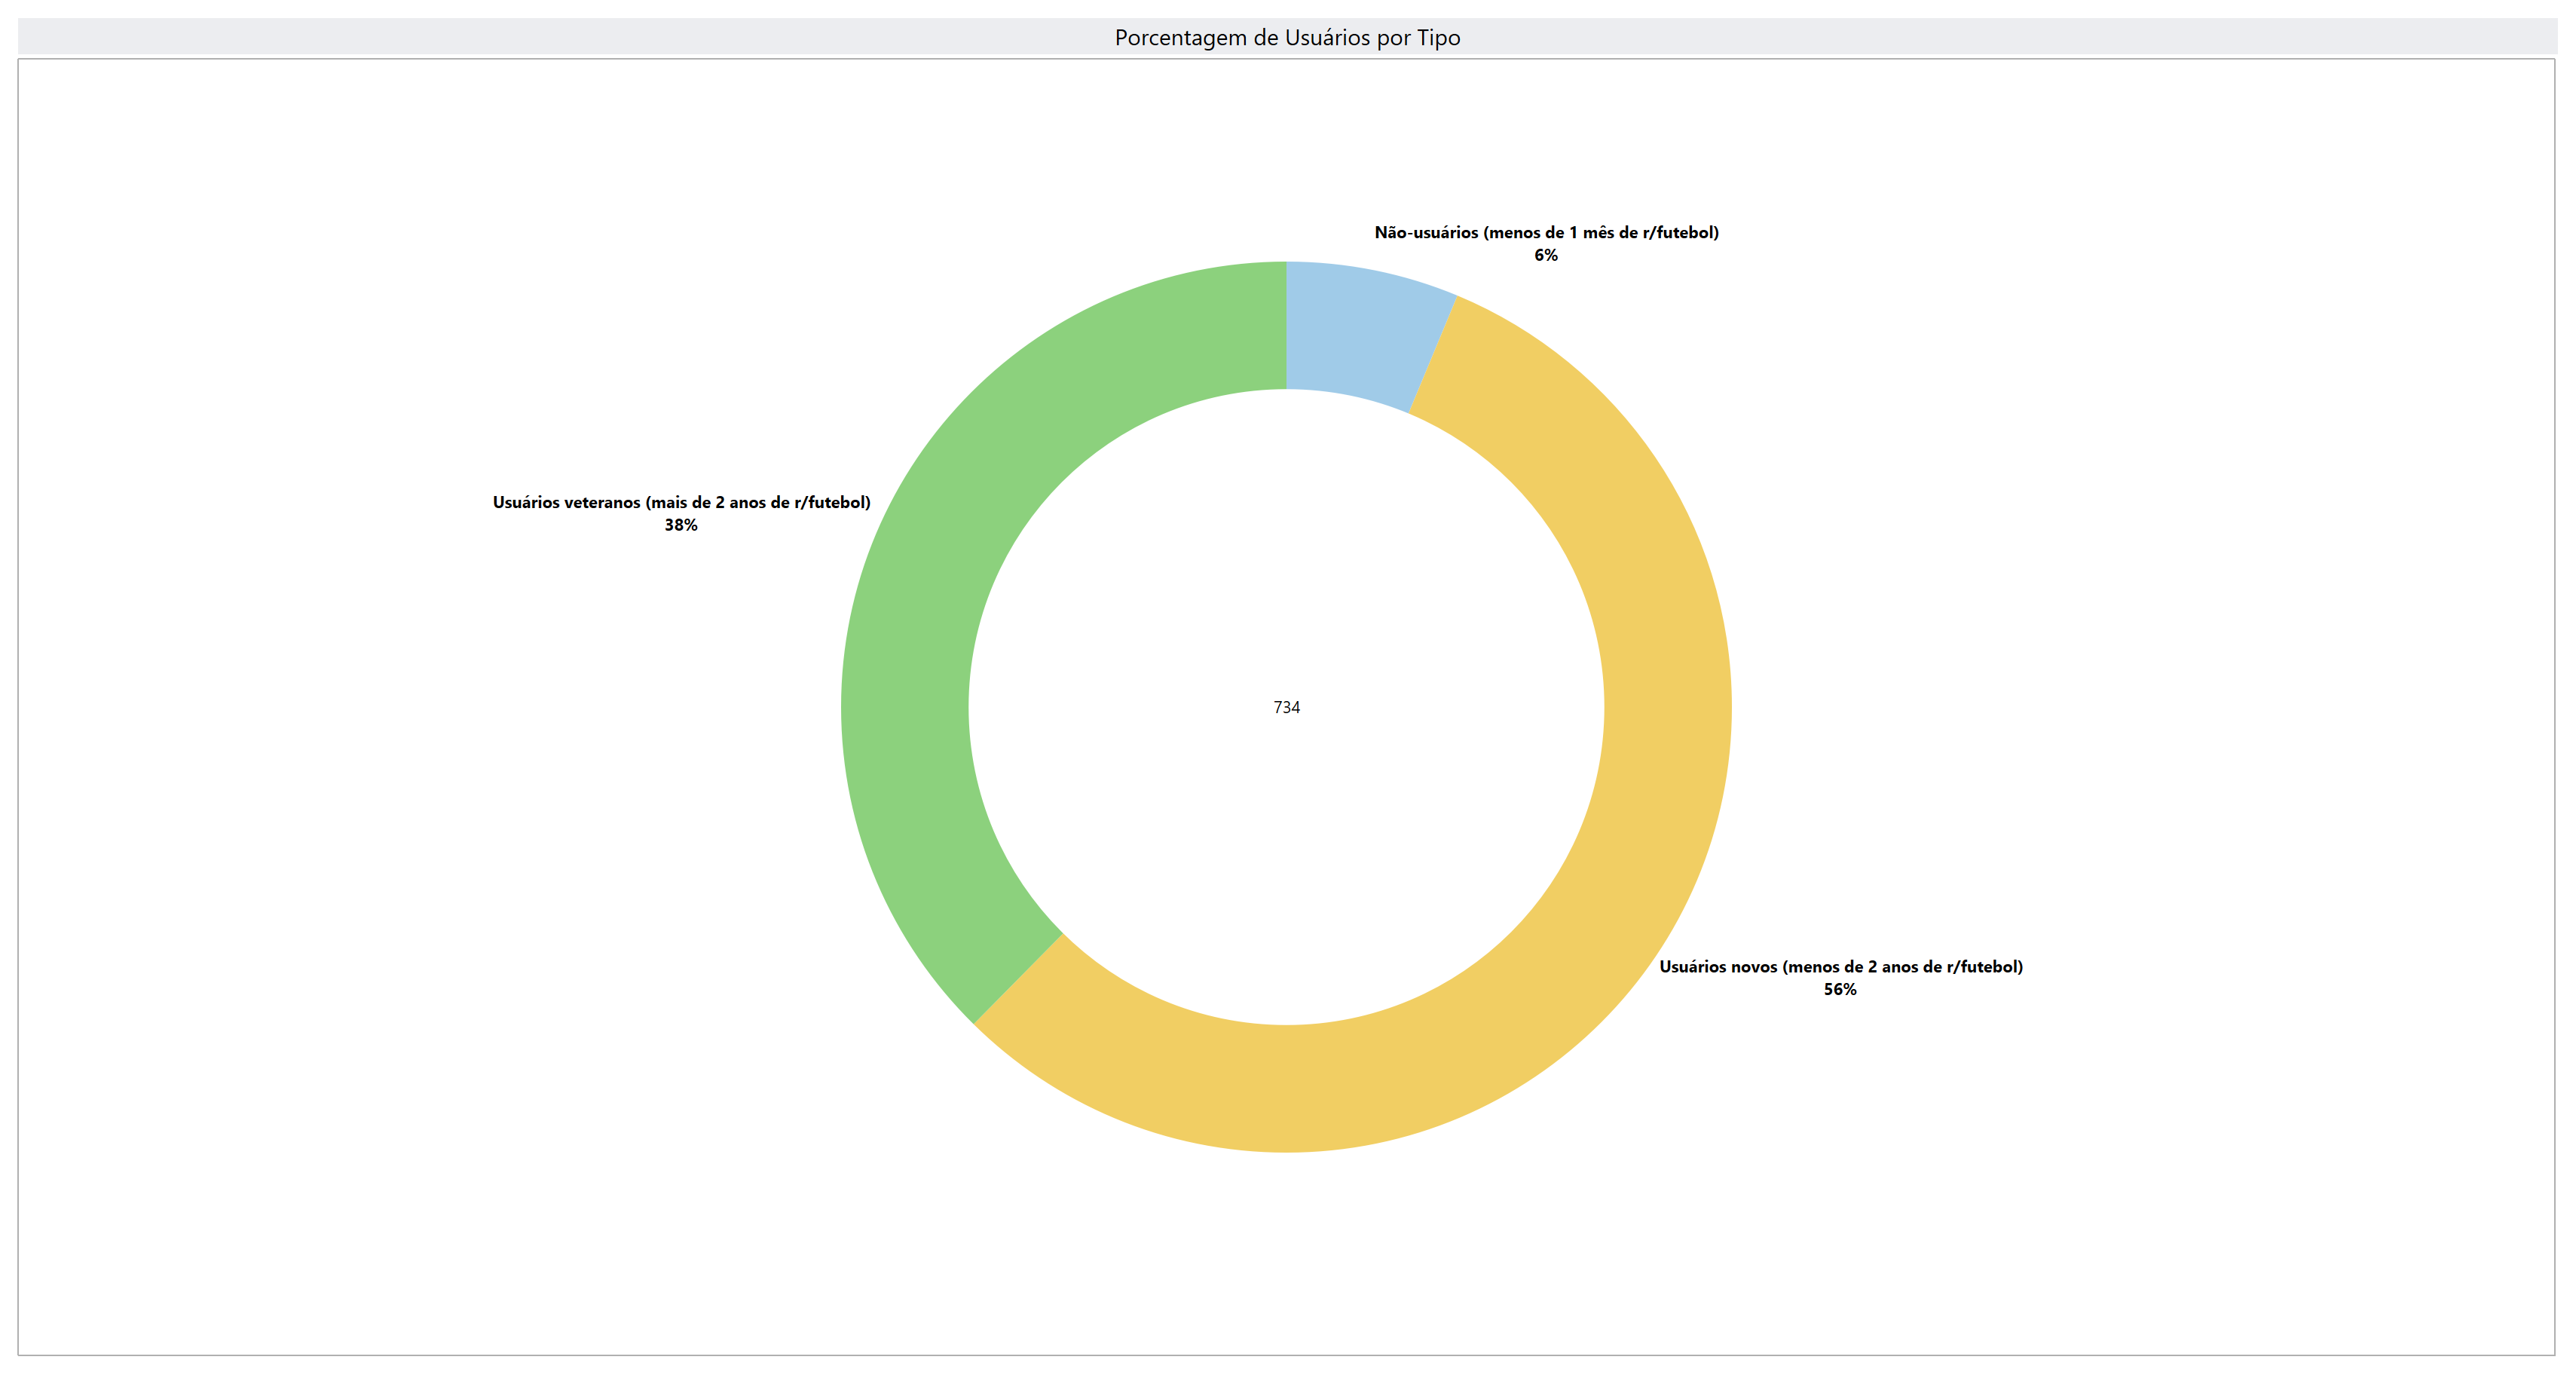 Porcentagem de Usuários por Tipo
Não-usuários (menos de 1 mês de r/futebol)
6%
Usuários veteranos (mais de 2 anos de r/futebol)
38%
734
Usuários novos (menos de 2 anos de r/futebol)
56%